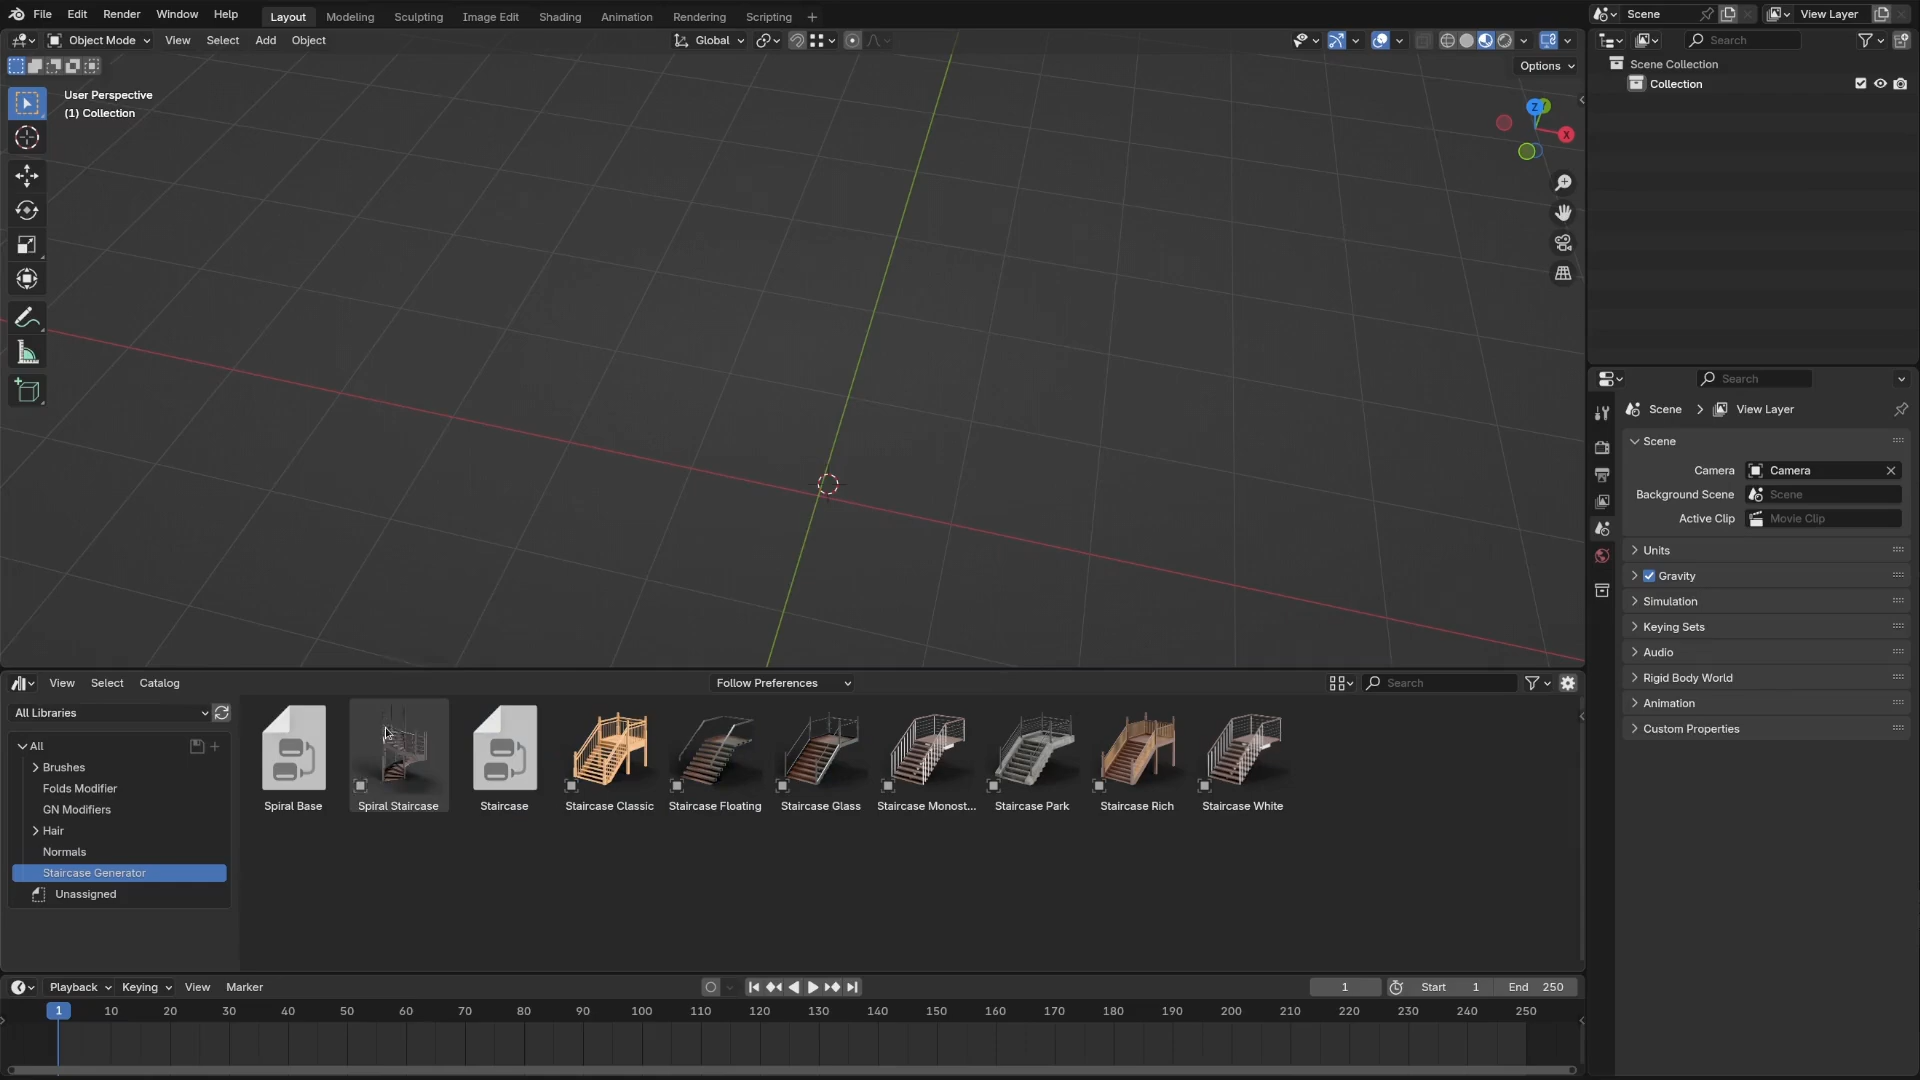 File Edit Render Window Help Layout Modeling Sculpting Image Edit Shading Animation Rendering Scripting + Scene View Layer
Object Mode View Select Add Object Global Search
Options
User Perspective
(1) Collection
Z
X
Scene Collection
Collection
Search
Scene > View Layer
Scene
Camera Camera
Background Scene Scene
Active Clip Movie Clip
Units
Gravity
Simulation
Keying Sets
Audio
Rigid Body World
Animation
Custom Properties
View Select Catalog Follow Preferences Search
All Libraries
All
Brushes
Folds Modifier
GN Modifiers
Hair
Normals
Staircase Generator
Unassigned
Spiral Base Spiral Staircase Staircase Staircase Classic Staircase Floating Staircase Glass Staircase Monost... Staircase Park Staircase Rich Staircase White
Playback Keying View Marker 1 Start 1 End 250
1 10 20 30 40 50 60 70 80 90 100 110 120 130 140 150 160 170 180 190 200 210 220 230 240 250